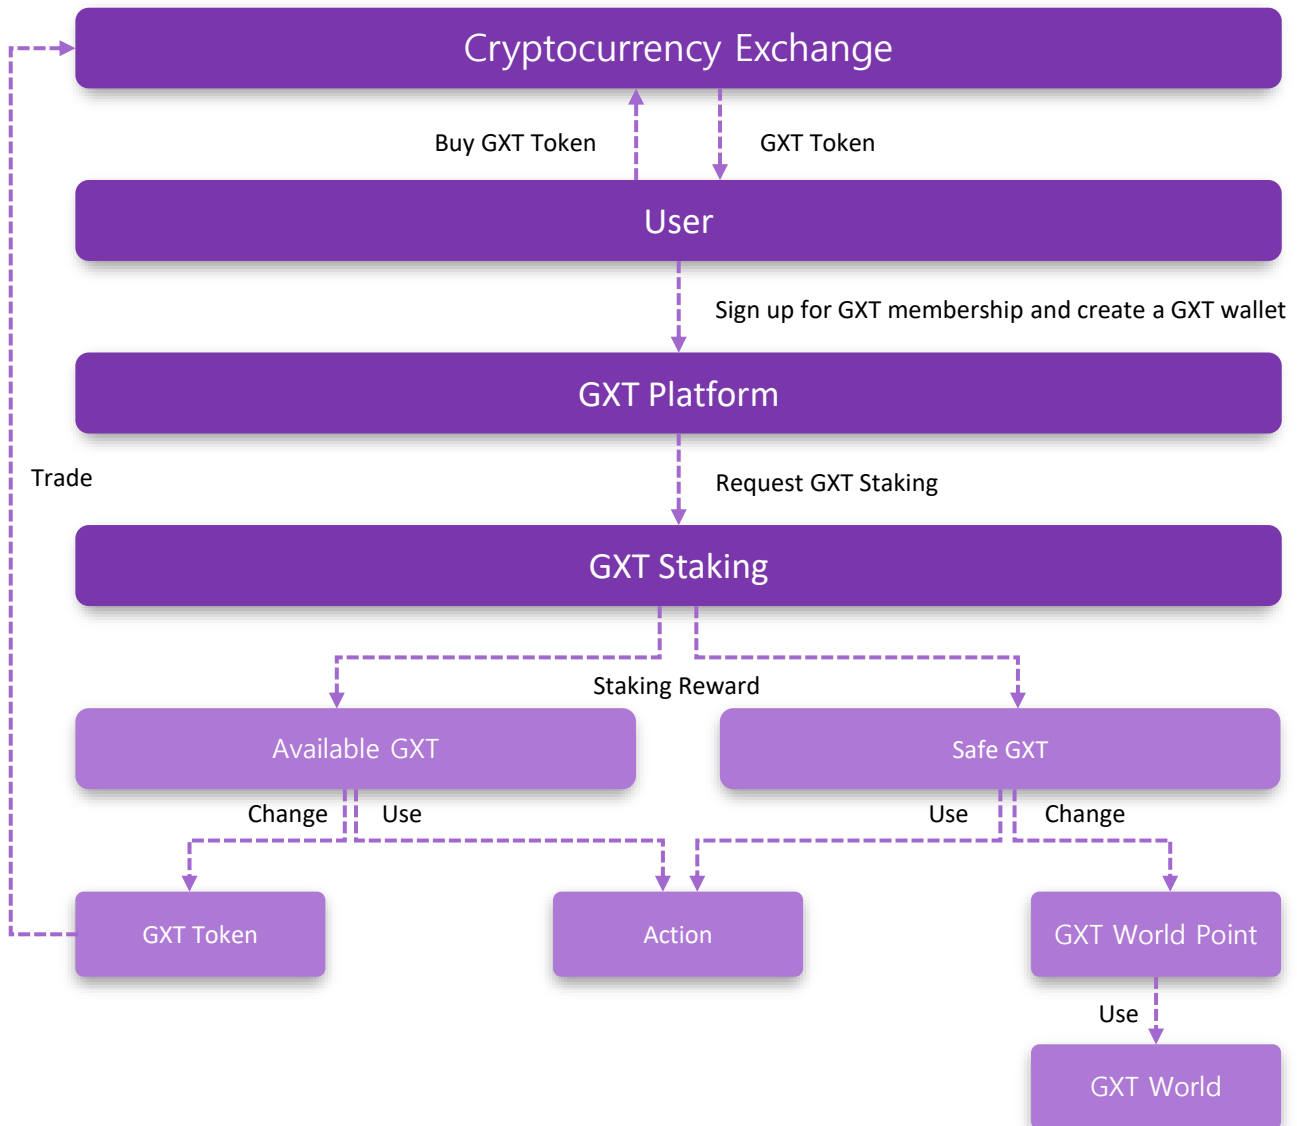 Cryptocurrency Exchange
Buy GXT Token
GXT Token
User
Sign up for GXT membership and create a GXT wallet
GXT Platform
Trade
Request GXT Staking
GXT Staking
Staking Reward
Available GXT
Safe GXT
Change
Use
Use
Change
GXT Token
Action
GXT World Point
Use
GXT World